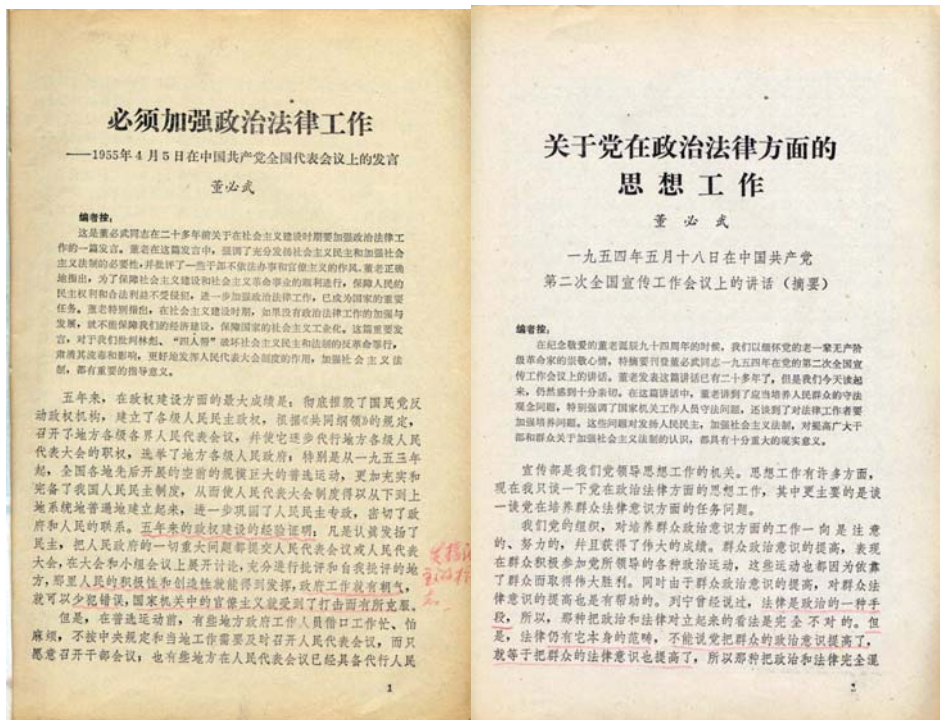 必须加强政治法律工作
——1955年4月5日在中国共产党全国代表会议上的发言
董必武
编者按：
这是董必武同志在二十多年前关于在社会主义建设时期要加强政治法律工
作的一篇发言。董老在这篇发言中，强调了充分发扬社会主义民主和加强社会
主义法制的必要性，并批评了一些干部不依法办事和官僚主义的作风。董老正确
地指出，为了保障社会主义建设和社会主义革命事业的顺利进行，保障人民的
民主权利和合法利益不受侵犯，进一步加强政治法律工作，已成为国家的重要
任务。董老特别指出，在社会主义建设时期，如果没有政治法律工作的加强与
发展，就不能保障我们的经济建设，保障国家的社会主义工业化。这篇重要发
言，对于我们批判林彪、“四人帮”破坏社会主义民主和法制的反革命罪行，
肃清其流毒和影响，更好地发挥人民代表大会制度的作用，加强社会主义法
制，都有重要的指导意义。
五年来，在政权建设方面的最大成绩是：彻底摧毁了国民党反
动政权机构，建立了各级人民民主政权，根据《共同纲领》的规定，
召开了地方各级各界人民代表会议，并使它逐步代行地方各级人民
代表大会的职权，选举了地方各级人民政府；特别是从一九五三年
起，全国各地先后开展的空前的规模巨大的普选运动，更加充实和
完备了我国人民民主制度，从而使人民代表大会制度得以从下到上
地系统地普遍地建立起来，进一步巩固了人民民主专政，密切了政
府和人民的联系。五年来的政权建设的经验证明：凡是认真发扬了
民主，把人民政府的一切重大问题都提交人民代表会议或人民代表
大会，在大会和小组会议上展开讨论，充分进行批评和自我批评的地
方，那里人民的积极性和创造性就能得到发挥，政府工作就有朝气，
就可以少犯错误，国家机关中的官僚主义就受到了打击而有所克服。
但是，在普选运动前，有些地方政府工作人员借口工作忙、怕
麻烦，不按中央规定和当地工作需要及时召开人民代表会议，而只
愿意召开干部会议；也有些地方在人民代表会议已经具备代行人民
1
关于党在政治法律方面的
思想工作
董必武
一九五四年五月十八日在中国共产党
第二次全国宣传工作会议上的讲话（摘要）
编者按：
在纪念敬爱的董老诞辰九十四周年的时候，我们以缅怀党的老一辈无产阶
级革命家的崇敬心情，特摘要刊登董必武同志一九五四年在党的第二次全国宣
传工作会议上的讲话。董老发表这篇讲话已有二十多年了，但是我们今天读起
来，仍然感到十分亲切。在这篇讲话中，董老讲到了应当培养人民群众的守法
观念问题，特别强调了国家机关工作人员守法问题，还谈到了对法律工作者要
加强培养问题。这些问题对发扬人民民主，加强社会主义法制，对提高广大干
部和群众关于加强社会主义法制的认识，都具有十分重大的现实意义。
宣传部是我们党领导思想工作的机关。思想工作有许多方面，
现在我只谈一下党在政治法律方面的思想工作，其中更主要的是谈
一谈党在培养群众法律意识方面的任务问题。
我们党的组织，对培养群众政治意识方面的工作一向是注意
的、努力的，并且获得了伟大的成绩。群众政治意识的提高，表现
在群众积极参加党所领导的各种政治运动，这些运动也都因为依靠
了群众而取得伟大胜利。同时由于群众政治意识的提高，对群众法
律意识的提高也是有帮助的。列宁曾经说过，法律是政治的一种手
段，所以，那种把政治和法律对立起来的看法是完全不对的。但
是，法律仍有它本身的范畴，不能说党把群众的政治意识提高了，
就等于把群众的法律意识也提高了，所以那种把政治和法律完全混